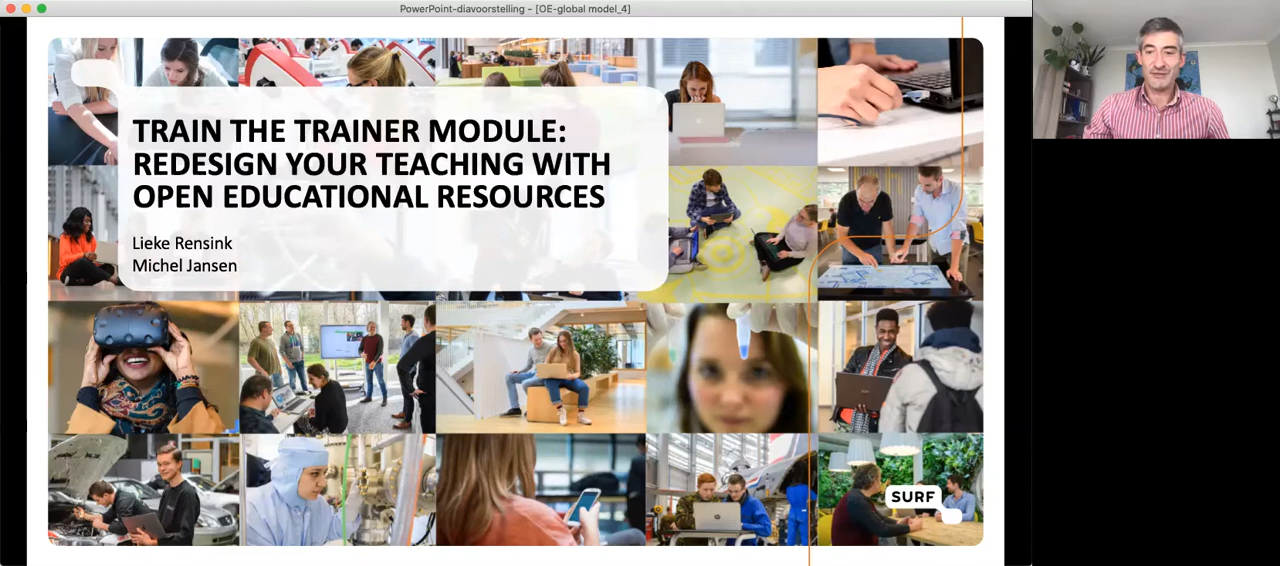 PowerPoint-diavoorstelling - [OE-global model_4]
TRAIN THE TRAINER MODULE:
REDESIGN YOUR TEACHING WITH
OPEN EDUCATIONAL RESOURCES
Lieke Rensink
Michel Jansen
SURF